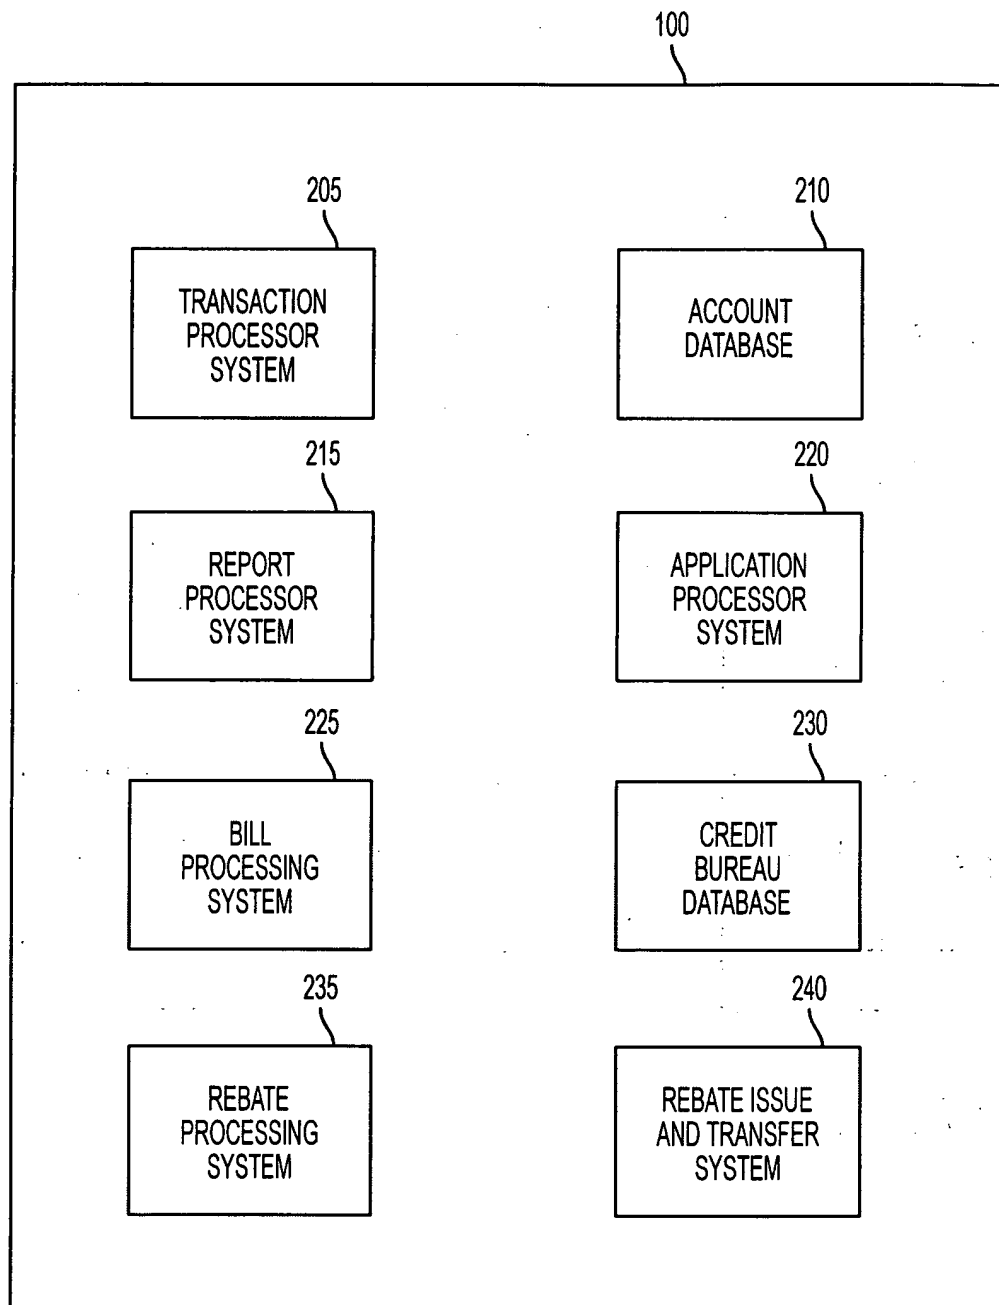 100
205
210
TRANSACTION
PROCESSOR
SYSTEM
ACCOUNT
DATABASE
215
220
REPORT
PROCESSOR
SYSTEM
APPLICATION
PROCESSOR
SYSTEM
225
230
BILL
PROCESSING
SYSTEM
CREDIT
BUREAU
DATABASE
235
240
REBATE
PROCESSING
SYSTEM
REBATE ISSUE
AND TRANSFER
SYSTEM